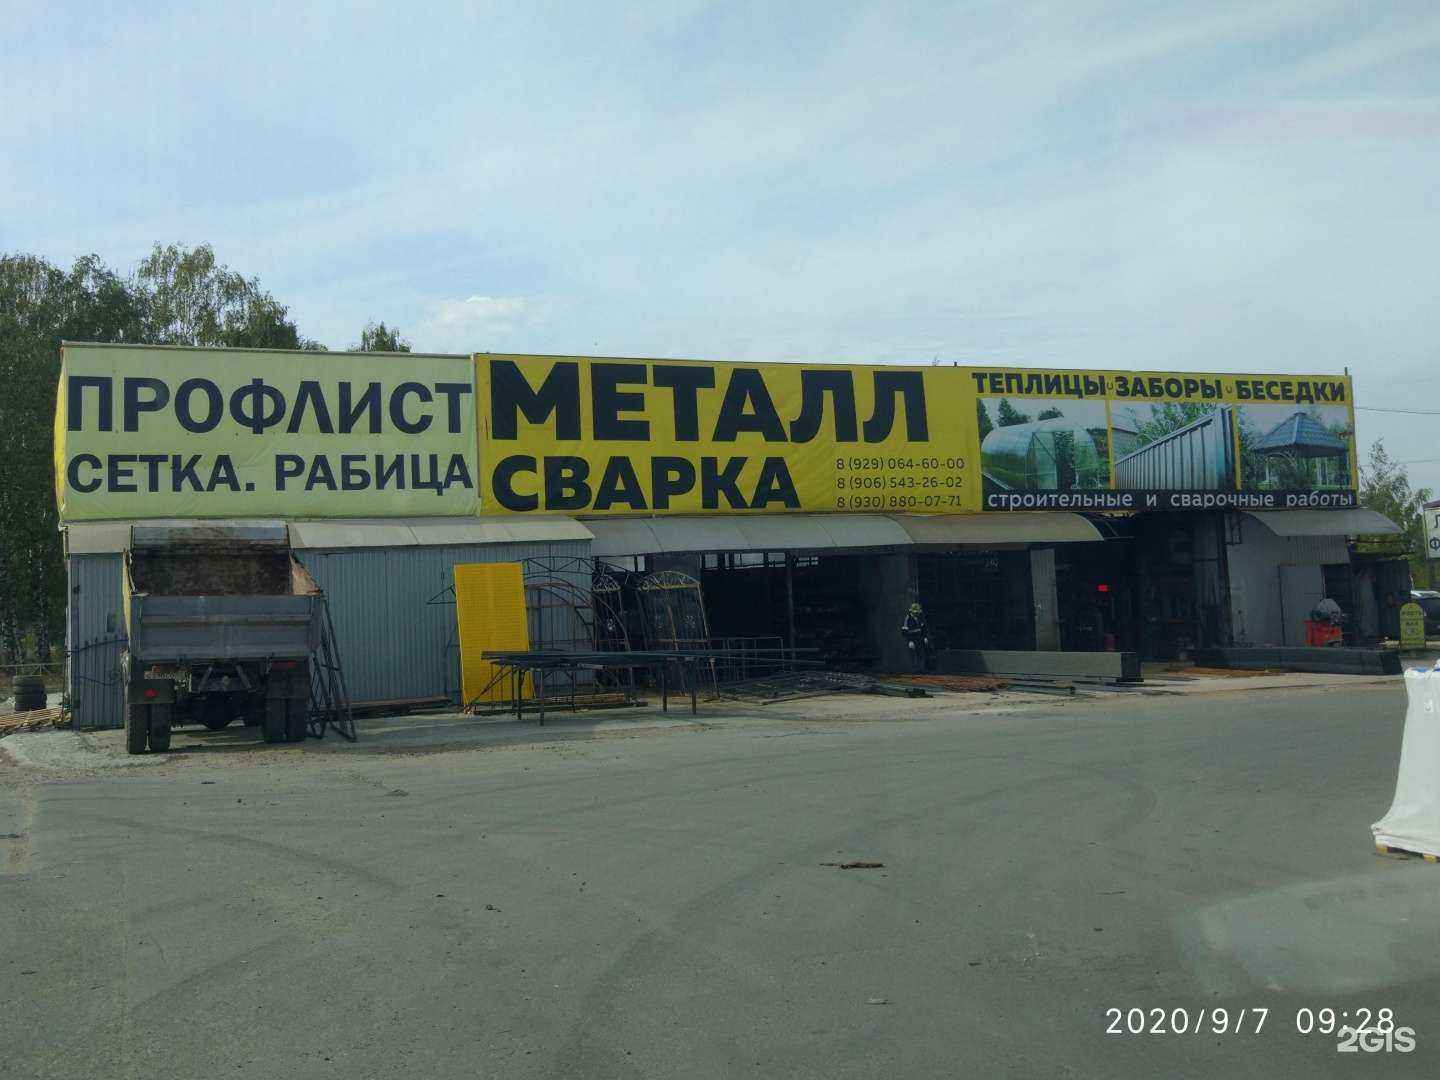 ПРОФЛИСТ
СЕТКА. РАБИЦА
МЕТАЛЛ
СВАРКА
8 (929) 064-60-00
8 (906) 543-26-02
8 (930) 880-07-71
ТЕПЛИЦЫ ЗАБОРЫ БЕСЕДКИ
строительные и сварочные работы
2020/9/7 09:28
2GIS